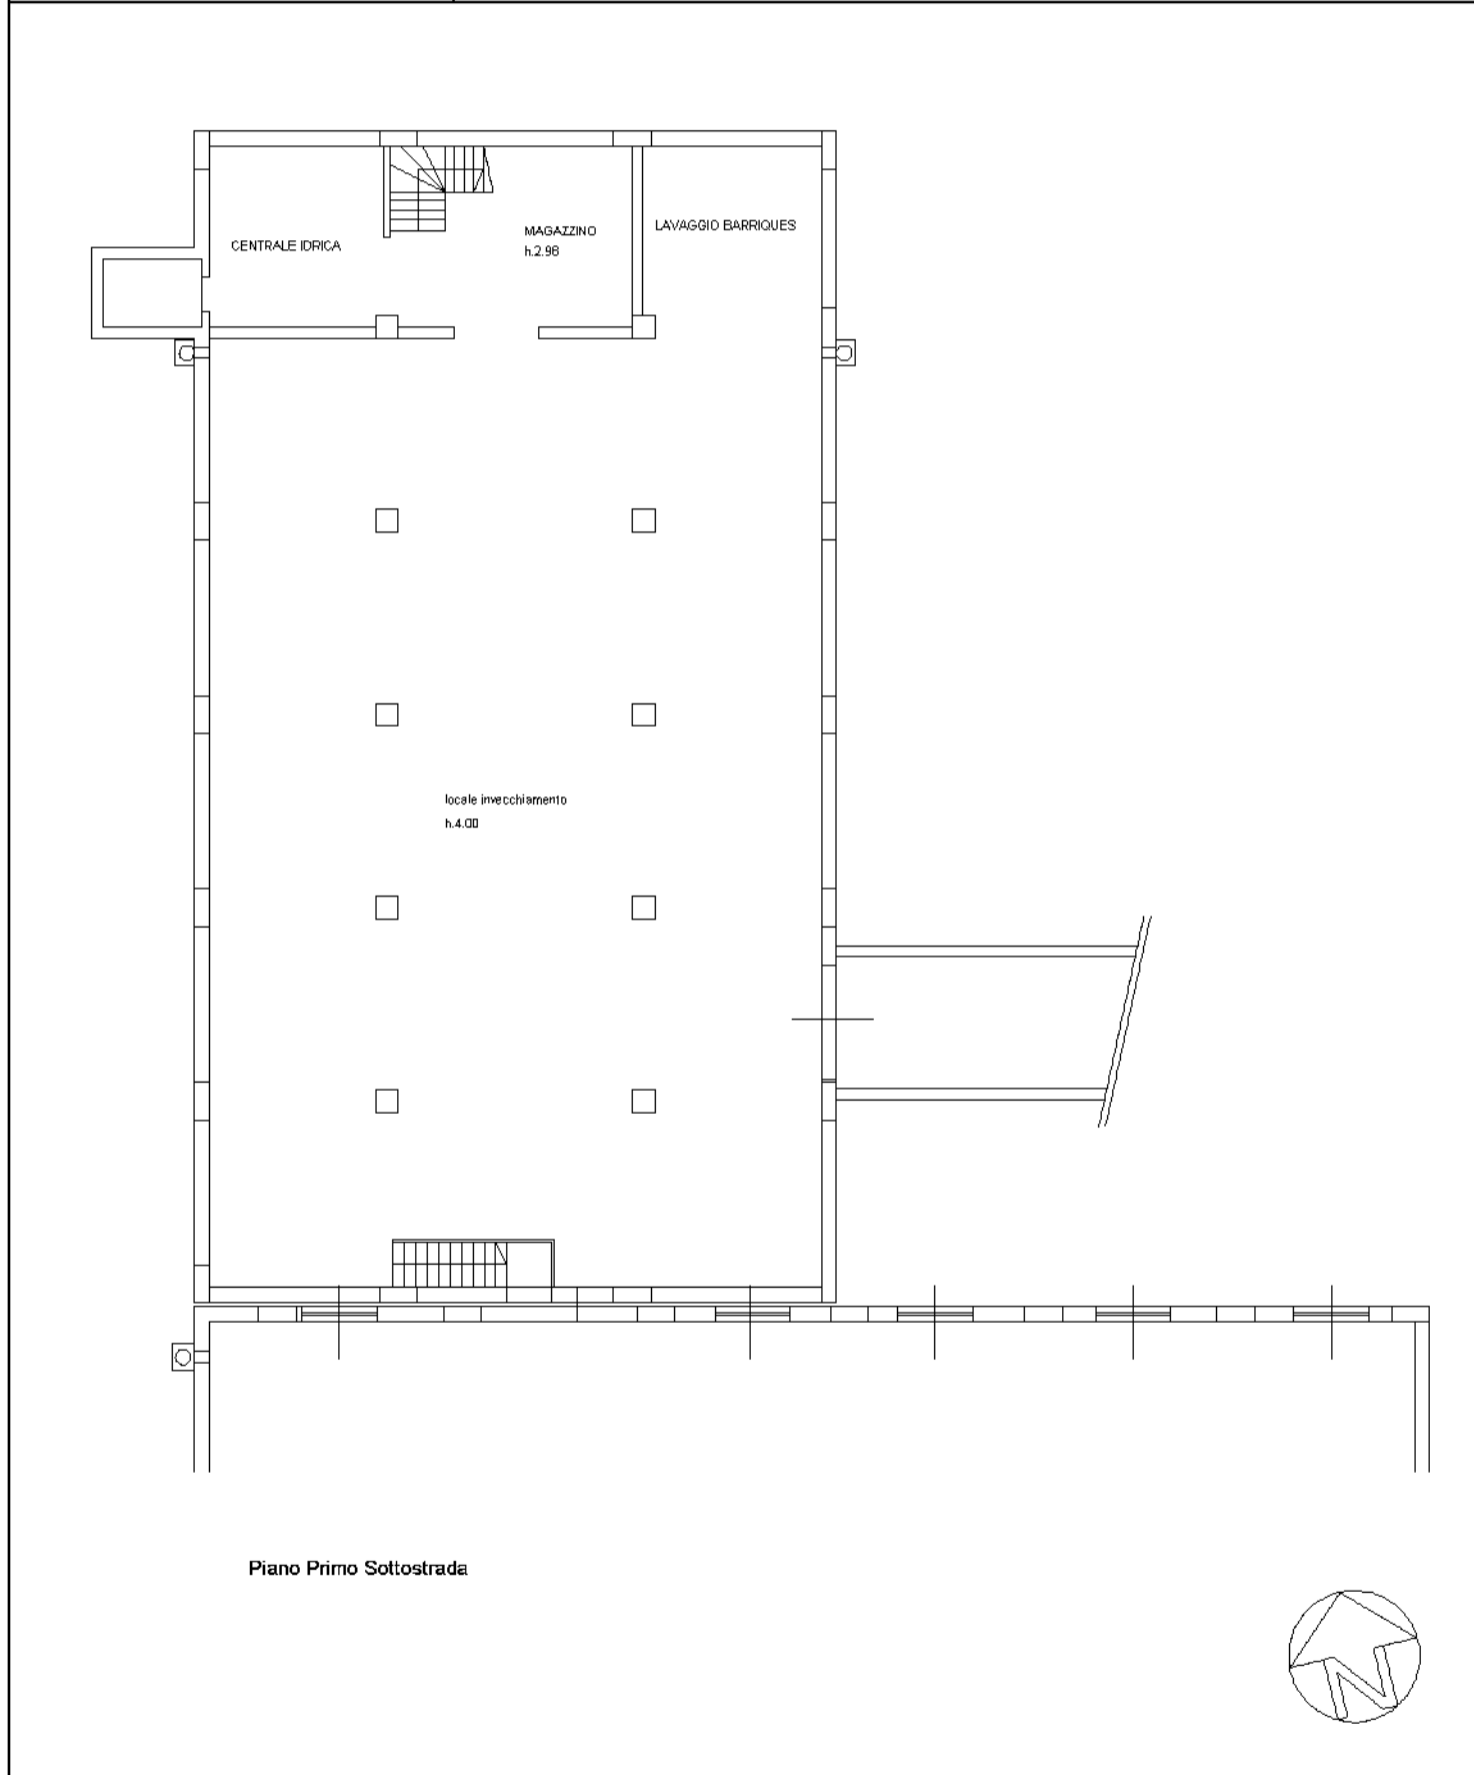 LAVAGGIO BARRIQUES
MAGAZZINO
h.2.98
CENTRALE IDRICA
locale invecchiamento
h.4.00
Piano Primo Sottostrada
N